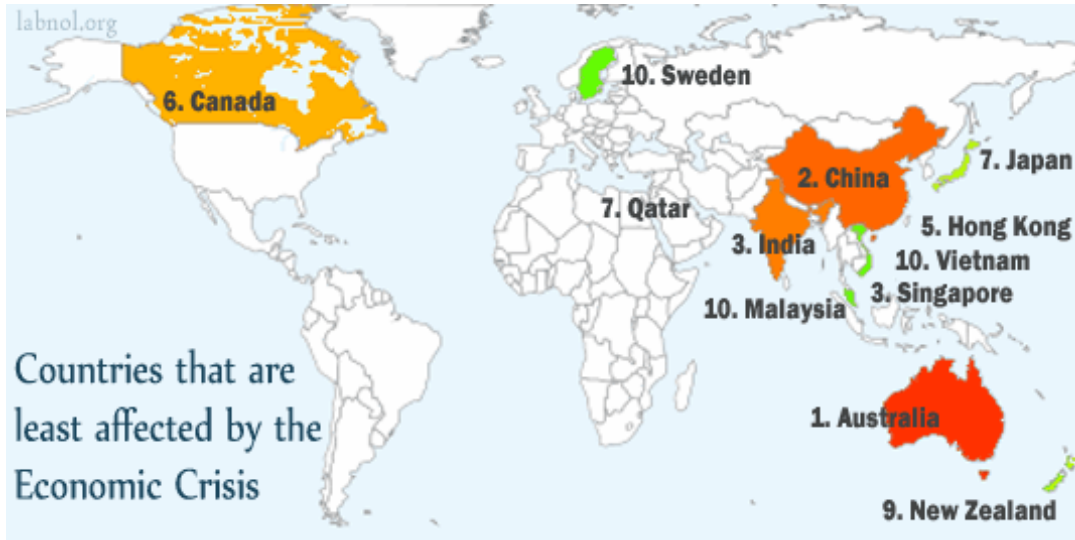 labnol.org
6. Canada
10. Sweden
2. China
7. Japan
7. Qatar
3. India
5. Hong Kong
10. Vietnam
3. Singapore
10. Malaysia
Countries that are
least affected by the
Economic Crisis
1. Australia
9. New Zealand